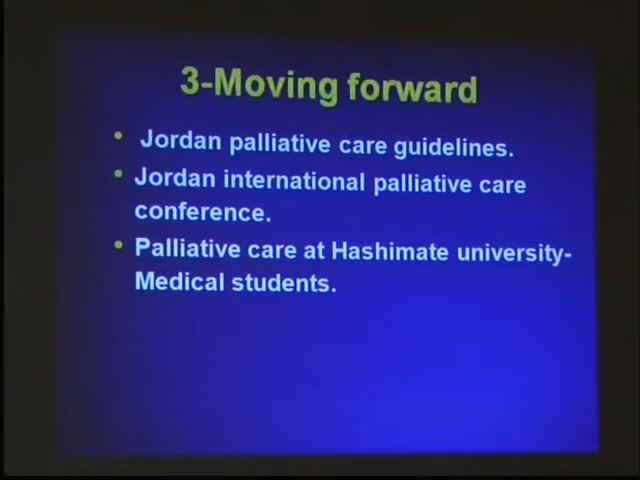 3-Moving forward
• Jordan palliative care guidelines.
• Jordan international palliative care
conference.
• Palliative care at Hashimate university-
Medical students.